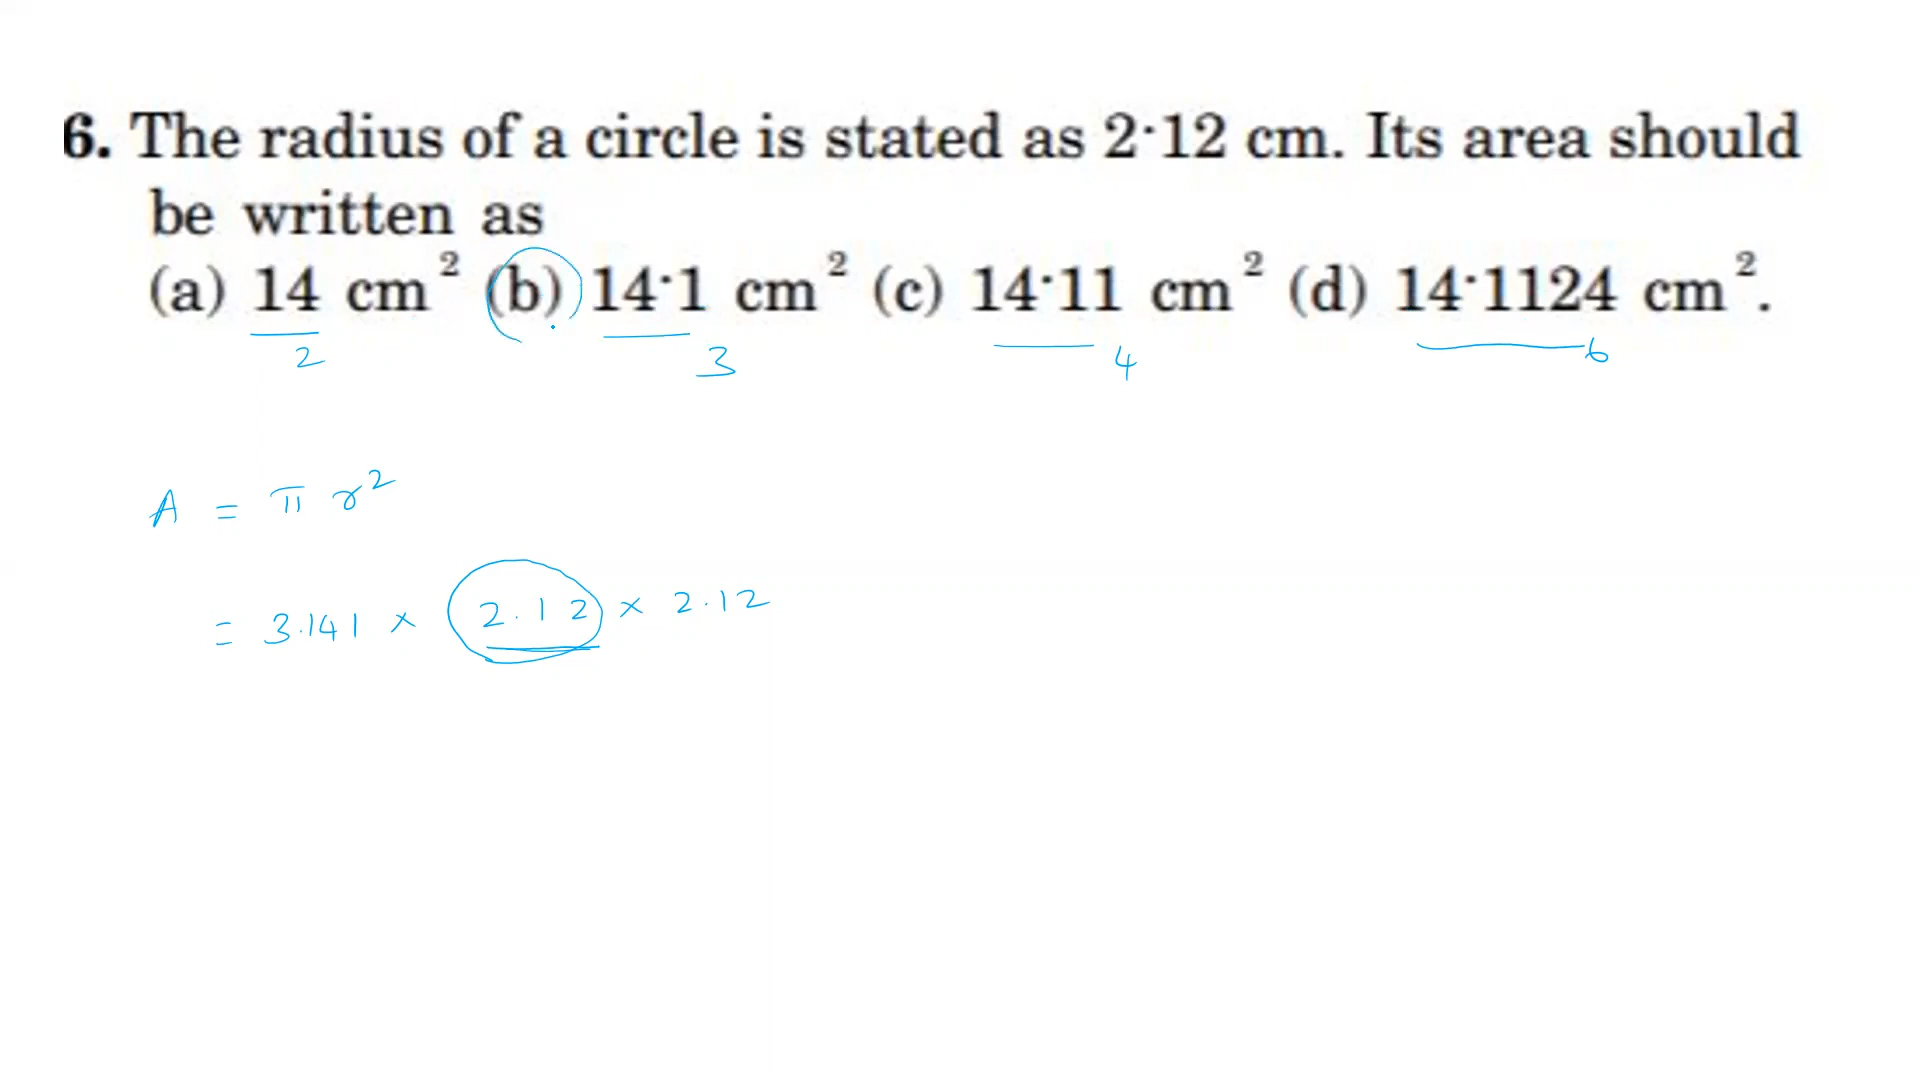 6. The radius of a circle is stated as 2·12 cm. Its area should
be written as
(a) 14 cm² (b) 14·1 cm² (c) 14·11 cm² (d) 14·1124 cm².
2 3 4 6
A = π r²
= 3.141 × 2.12 × 2.12